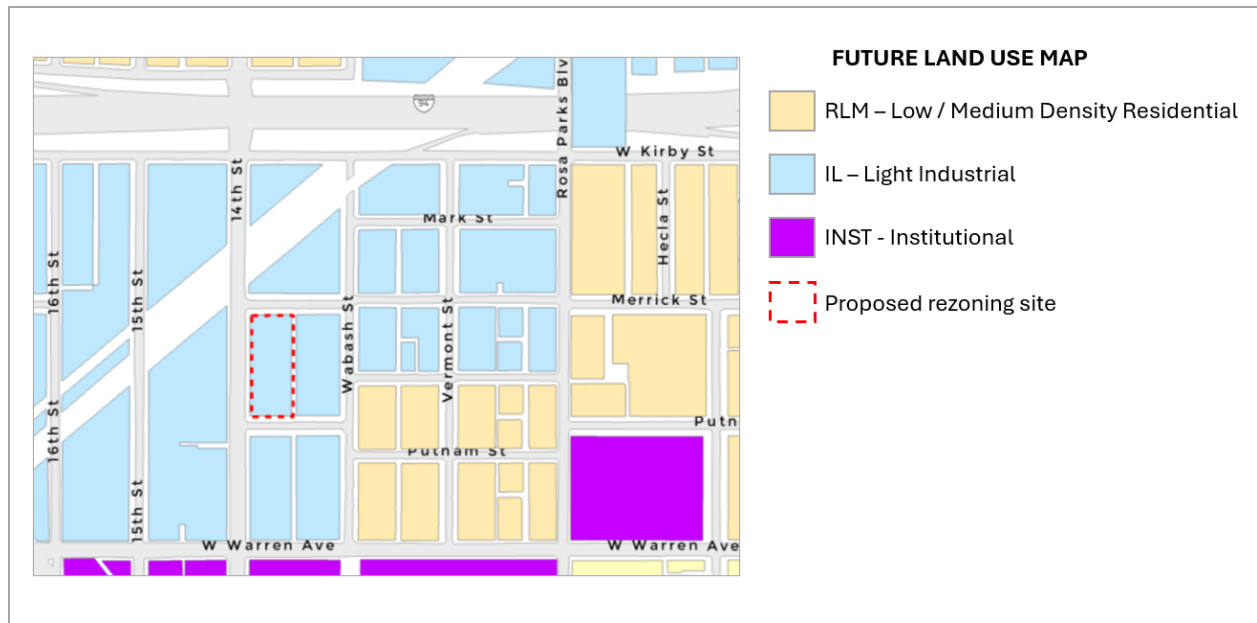 FUTURE LAND USE MAP
RLM – Low / Medium Density Residential
IL – Light Industrial
INST - Institutional
Proposed rezoning site
94
Rosa Parks Blv
W Kirby St
14th St
Hecla St
Mark St
16th St
15th St
Merrick St
Wabash St
Vermont St
16th St
Putn
Putnam St
15th St
W Warren Ave
W Warren Ave